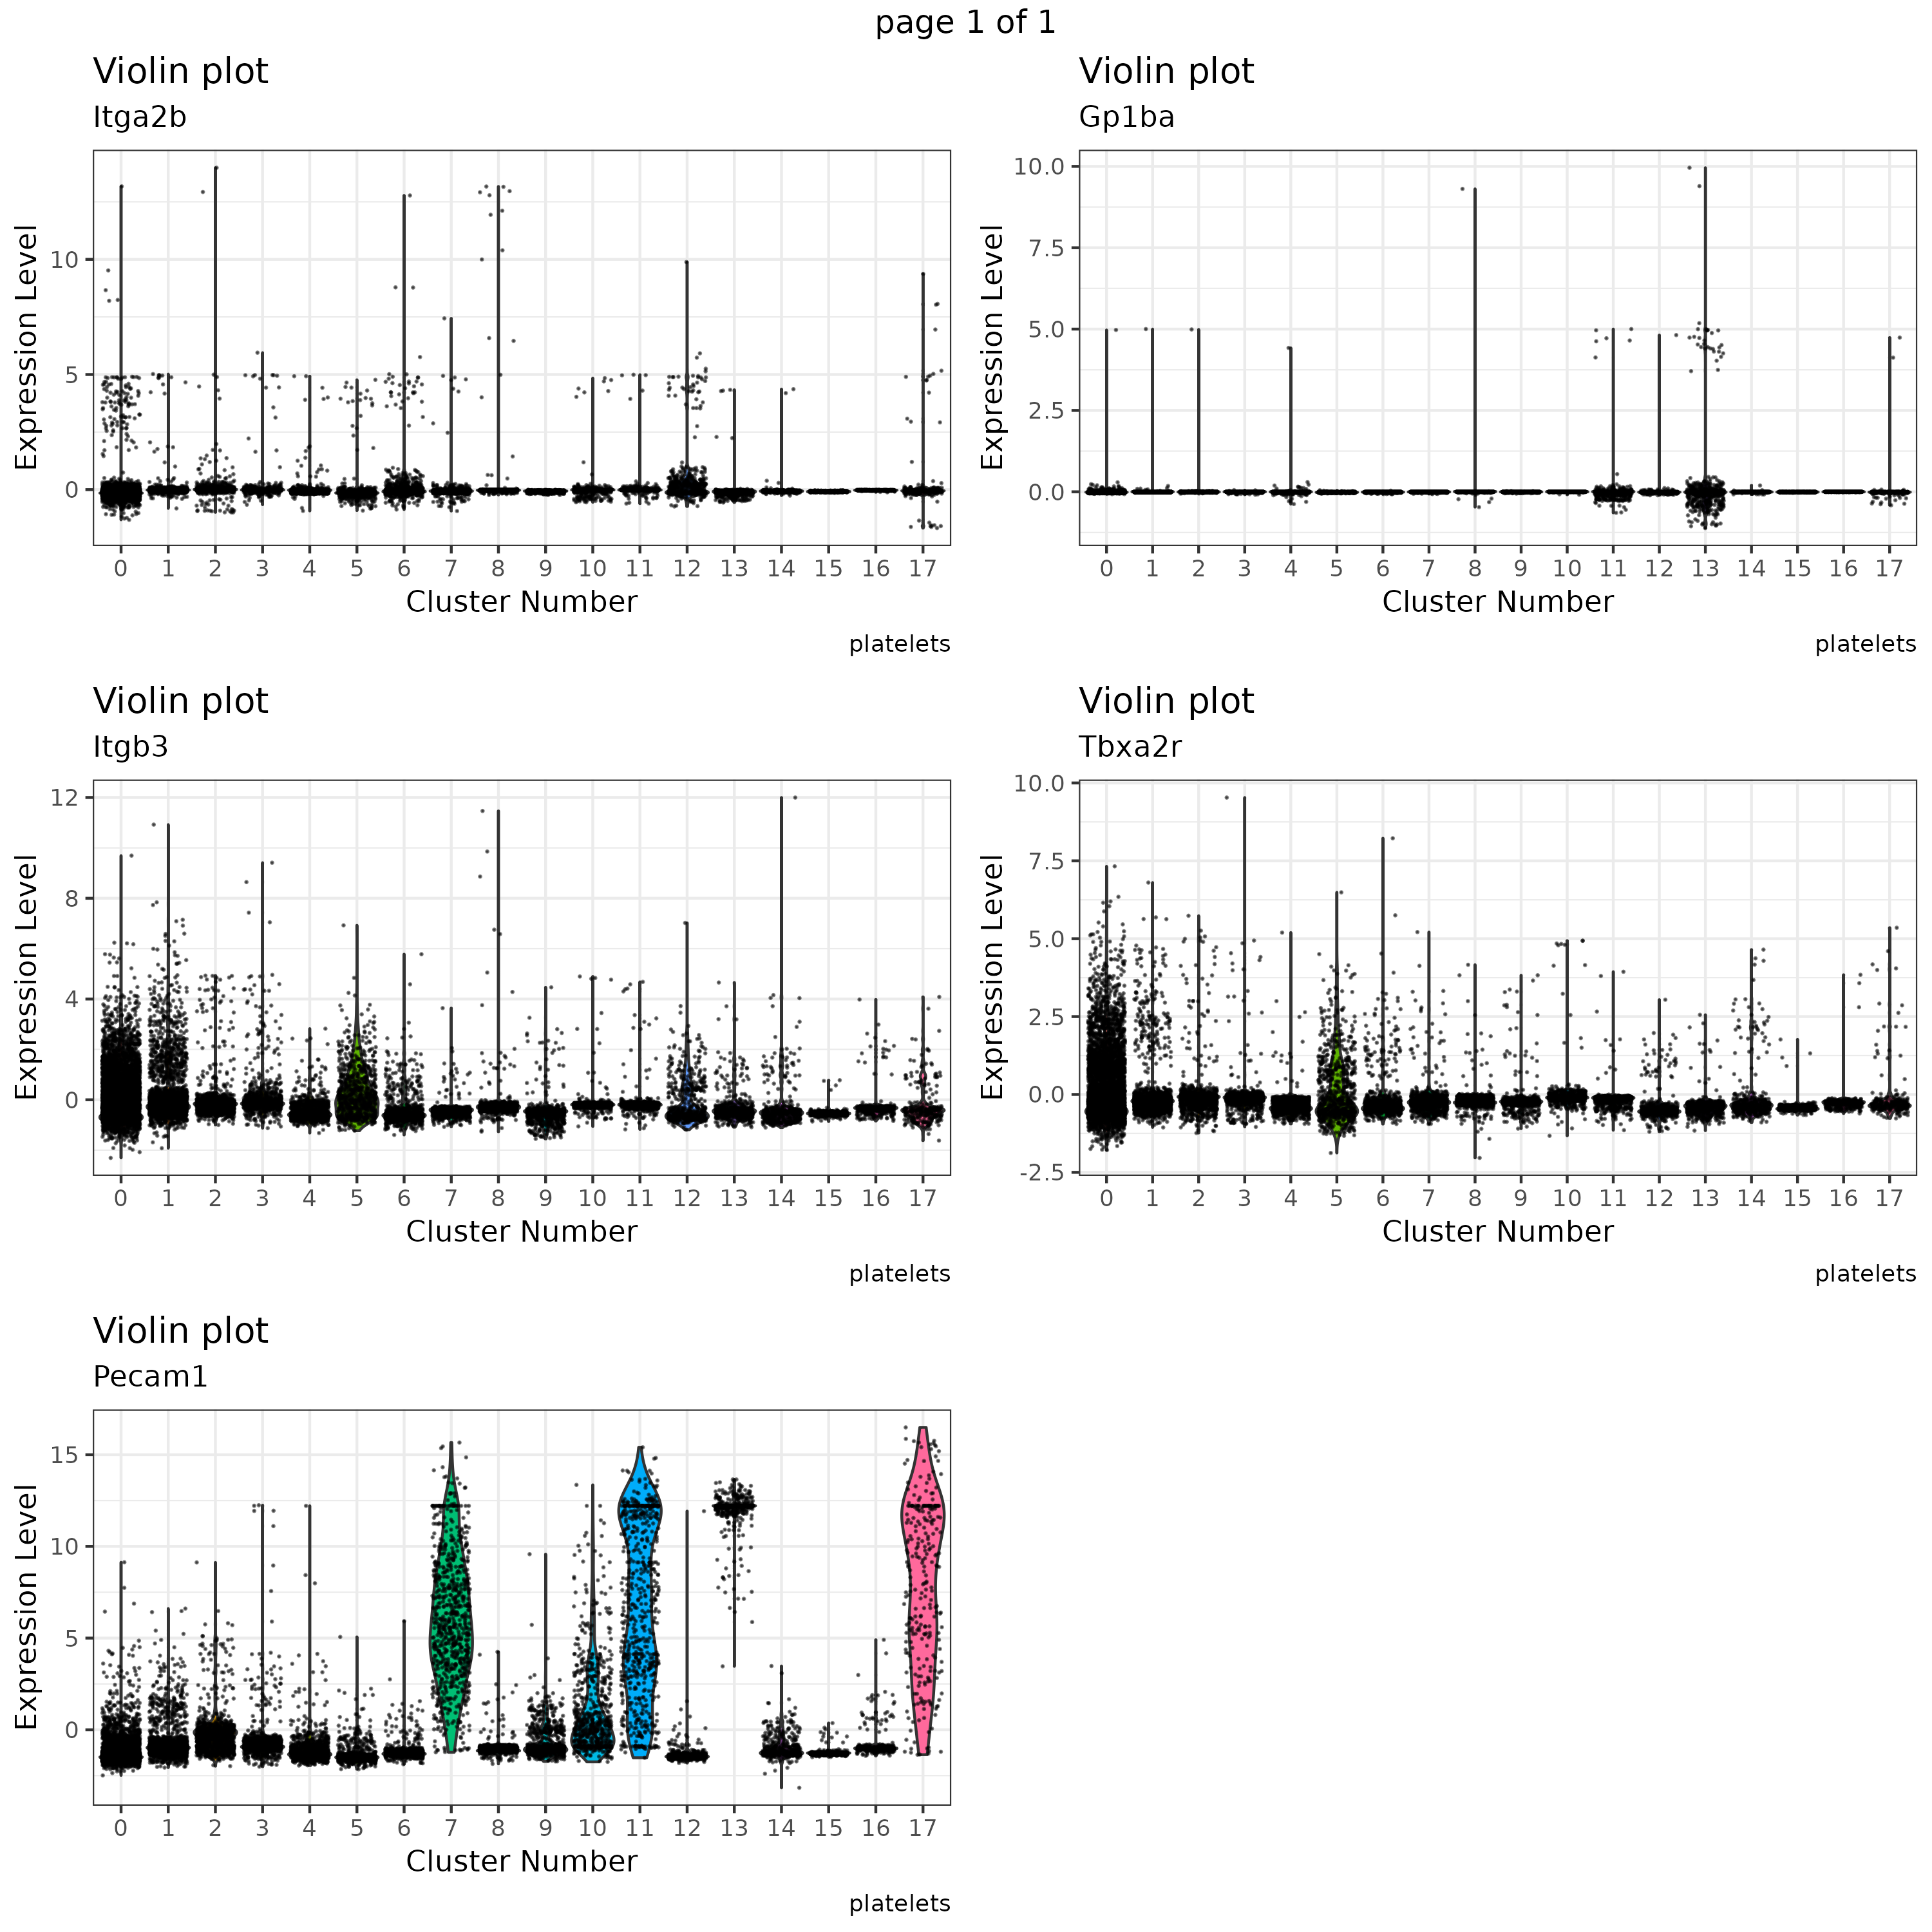 page 1 of 1
Violin plot
Itga2b
Expression Level
10
5
0
0 1 2 3 4 5 6 7 8 9 10 11 12 13 14 15 16 17
Cluster Number
platelets
Violin plot
Gp1ba
Expression Level
10.0
7.5
5.0
2.5
0.0
0 1 2 3 4 5 6 7 8 9 10 11 12 13 14 15 16 17
Cluster Number
platelets
Violin plot
Itgb3
Expression Level
12
8
4
0
0 1 2 3 4 5 6 7 8 9 10 11 12 13 14 15 16 17
Cluster Number
platelets
Violin plot
Tbxa2r
Expression Level
10.0
7.5
5.0
2.5
0.0
-2.5
0 1 2 3 4 5 6 7 8 9 10 11 12 13 14 15 16 17
Cluster Number
platelets
Violin plot
Pecam1
Expression Level
15
10
5
0
0 1 2 3 4 5 6 7 8 9 10 11 12 13 14 15 16 17
Cluster Number
platelets